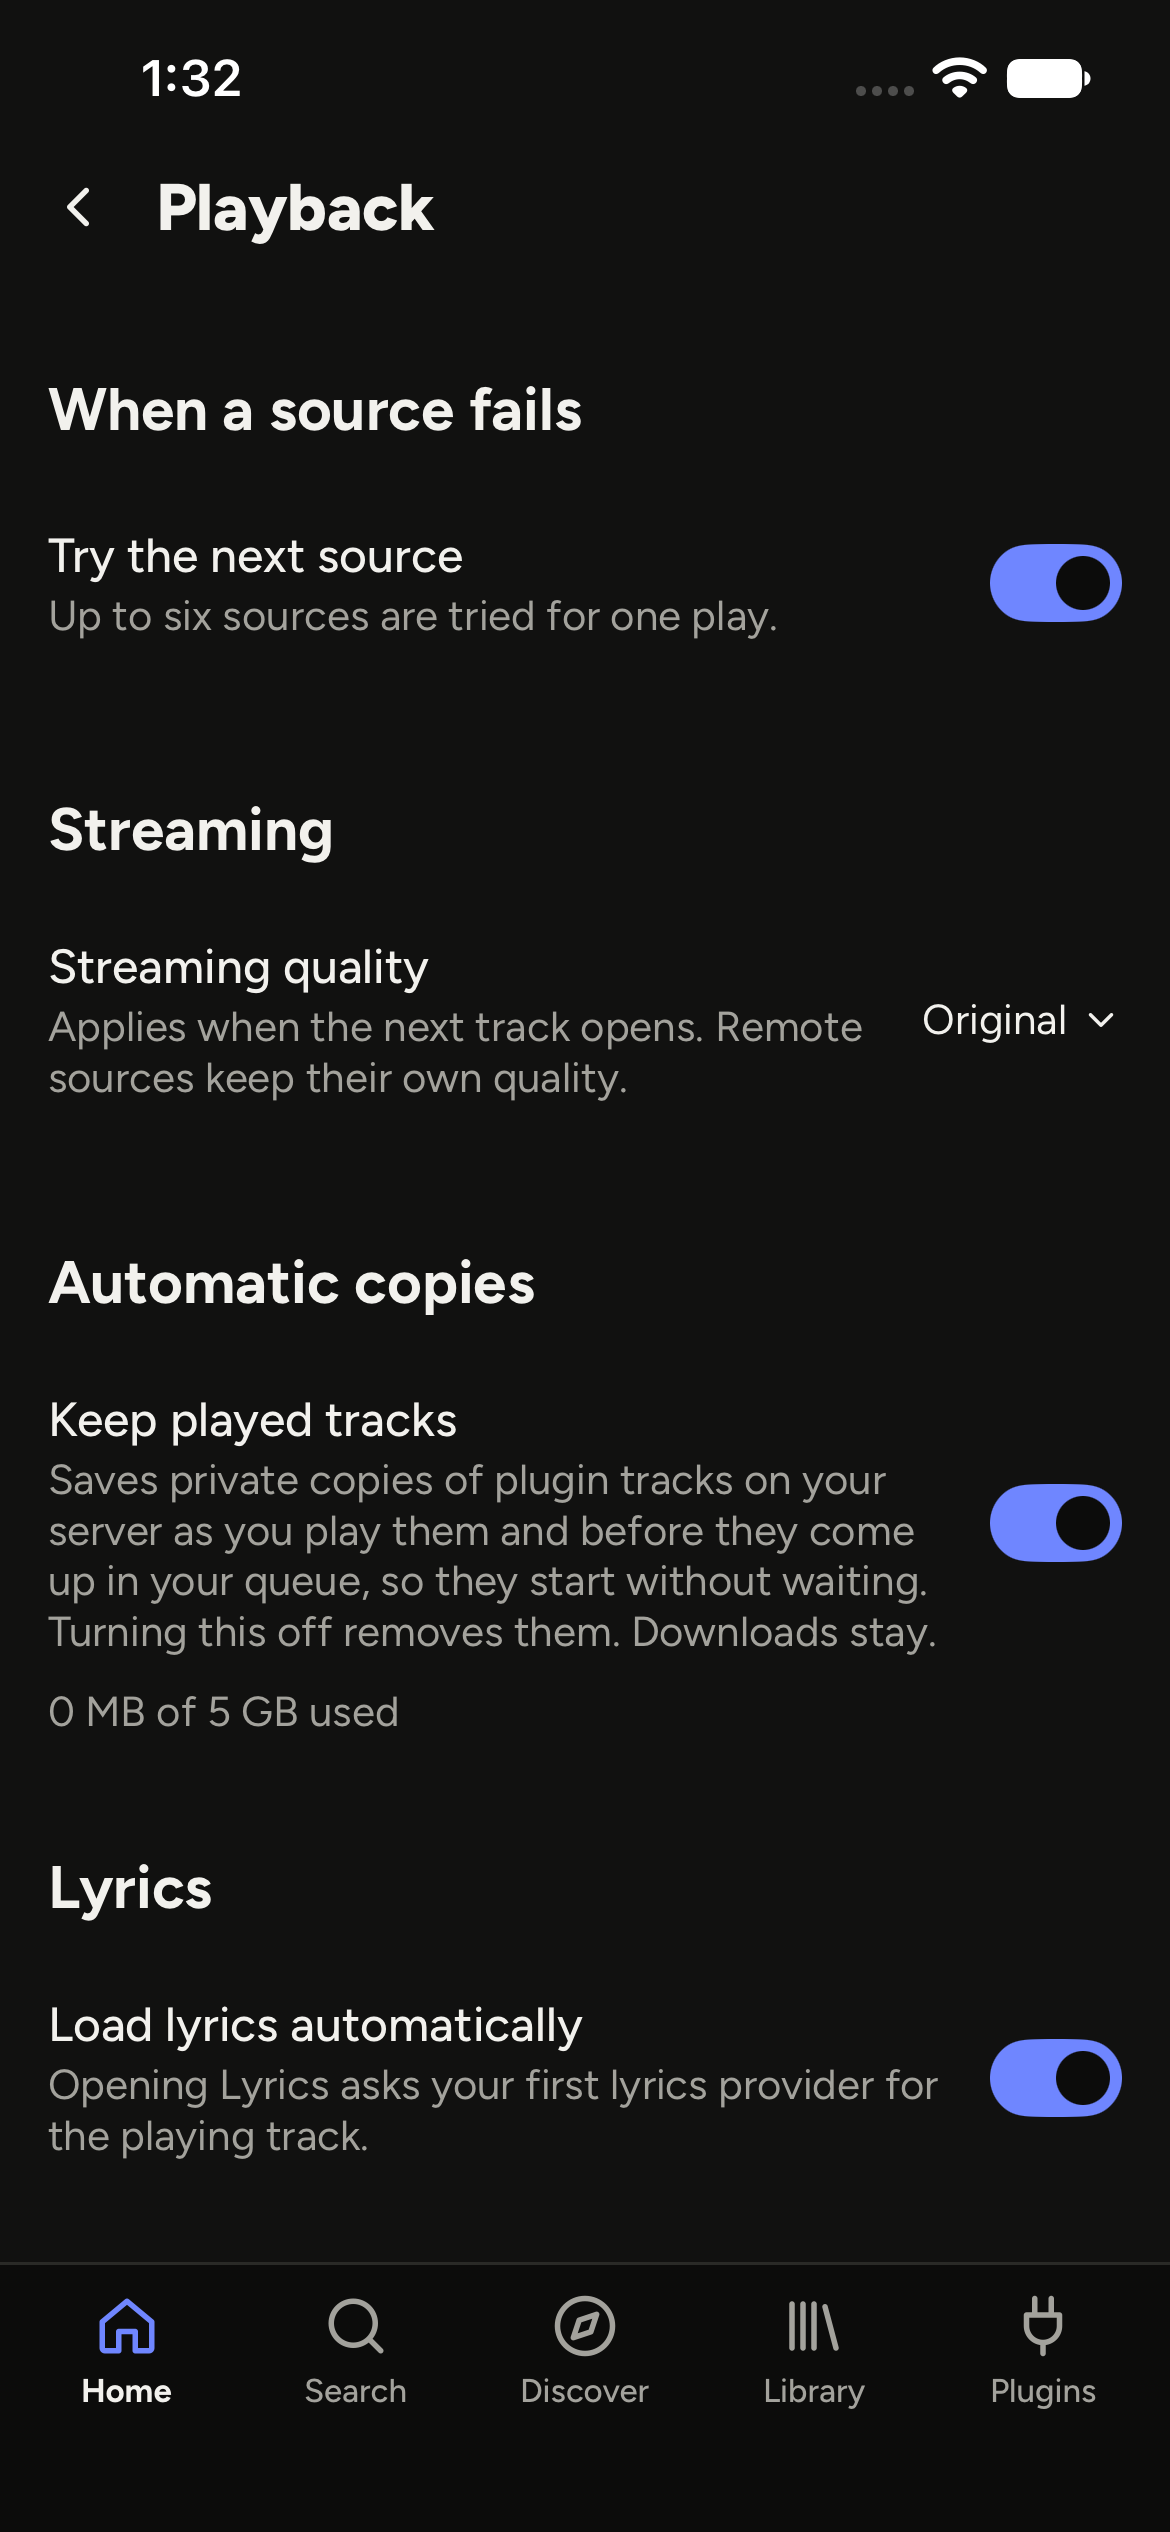 1:32
Playback
When a source fails
Try the next source
Up to six sources are tried for one play.
Streaming
Streaming quality
Applies when the next track opens. Remote
sources keep their own quality.
Original
Automatic copies
Keep played tracks
Saves private copies of plugin tracks on your
server as you play them and before they come
up in your queue, so they start without waiting.
Turning this off removes them. Downloads stay.
0 MB of 5 GB used
Lyrics
Load lyrics automatically
Opening Lyrics asks your first lyrics provider for
the playing track.
Home
Search
Discover
Library
Plugins